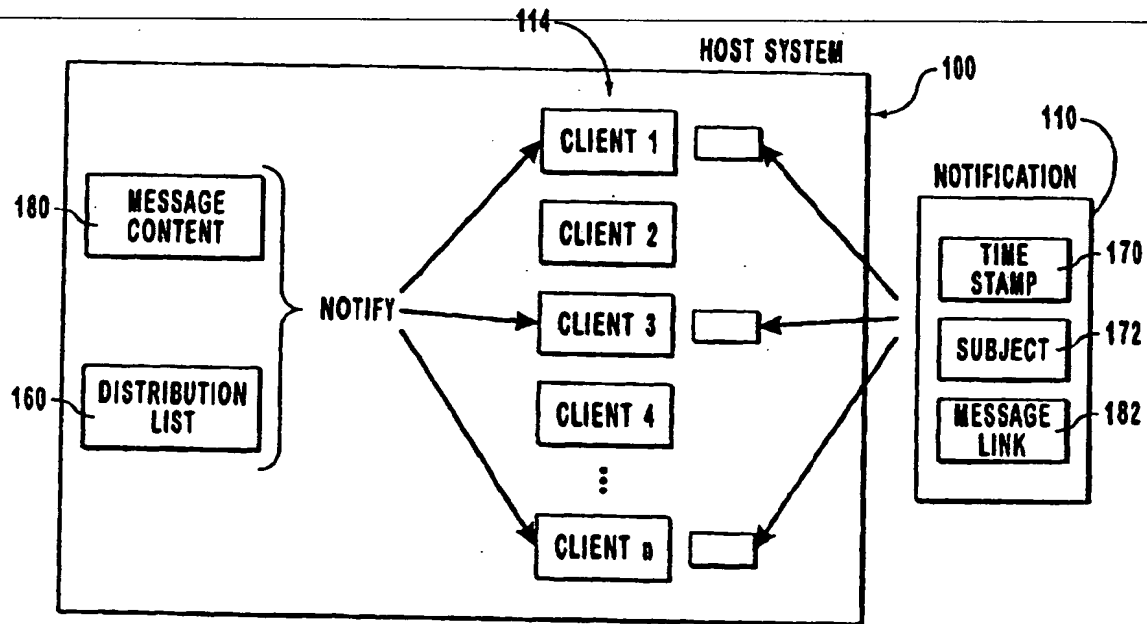 114
HOST SYSTEM
100
110
CLIENT 1
NOTIFICATION
180
MESSAGE
CONTENT
CLIENT 2
TIME
STAMP
170
NOTIFY
CLIENT 3
SUBJECT
172
160
DISTRIBUTION
LIST
CLIENT 4
MESSAGE
LINK
182
CLIENT n